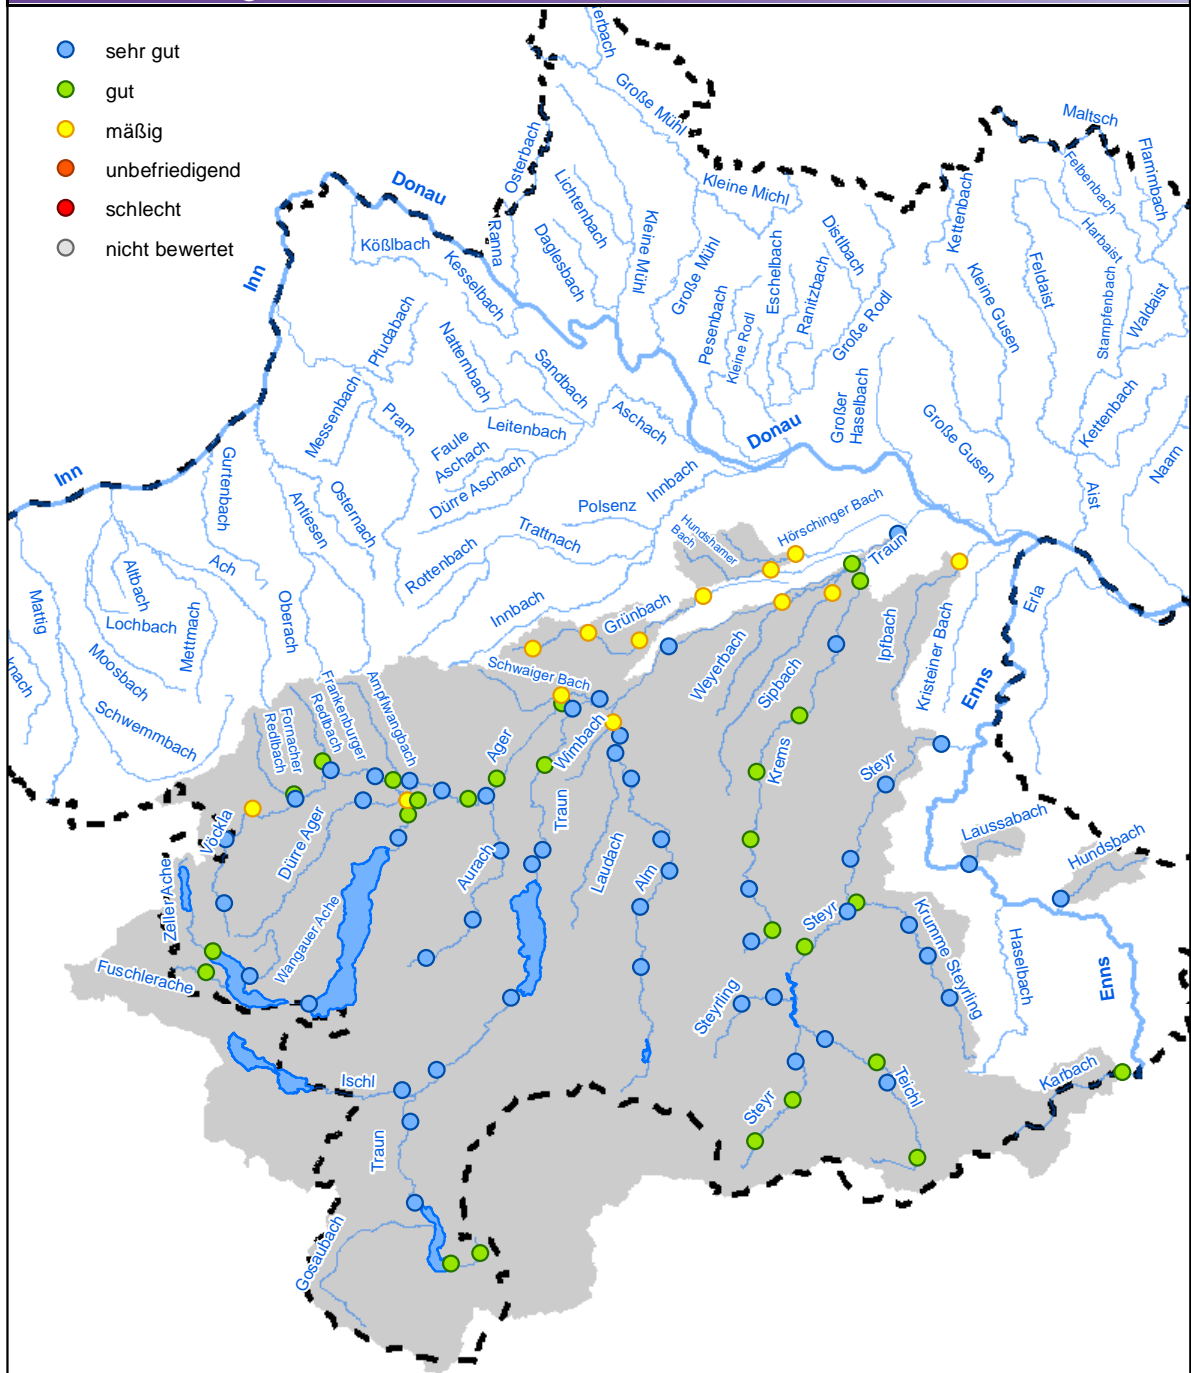 sehr gut
gut
mäßig
unbefriedigend
schlecht
nicht bewertet
erbach
Große Mühl
Maltsch
Flammbach
Felbenbach
Harbaist
Osterbach
Lichtenbach
Kleine Michl
Kettenbach
Donau
Kößlbach
Ranna
Daglesbach
Kleine Mühl
Große Mühl
Eschelbach
Distlbach
Ranitzbach
Inn
Kesselbach
Pesenbach
Kleine Rodl
Große Rodl
Kleine Gusen
Feldaist
Stampfenbach
Waldaist
Pfudabach
Natternbach
Sandbach
Messenbach
Pram
Leitenbach
Aschach
Faule
Aschach
Dürre Aschach
Donau
Großer
Haselbach
Große Gusen
Kettenbach
Naarn
Aist
Inn
Gurtenbach
Antiesen
Osternach
Polsenz
Innbach
Trattnach
Rottenbach
Hundshamer
Bach
Hörschinger Bach
Traun
Mattig
Altbach
Lochbach
Mettmach
Ach
Oberach
Moosbach
Schwemmbach
knach
Innbach
Grünbach
Weyerbach
Sipbach
Ipfbach
Kristeiner Bach
Erla
Enns
Schwaiger Bach
Fornacher
Redlbach
Frankenburger
Redlbach
Ampflwangbach
Ager
Wimbach
Krems
Steyr
Vöckla
Dürre Ager
Aurach
Traun
Laudach
Alm
Laussabach
Hundsbach
Zeller Ache
Wangauer Ache
Fuschlerache
Steyr
Krumme Steyrling
Haselbach
Enns
Steyrling
Ischl
Traun
Steyr
Teichl
Karbach
Gosaubach